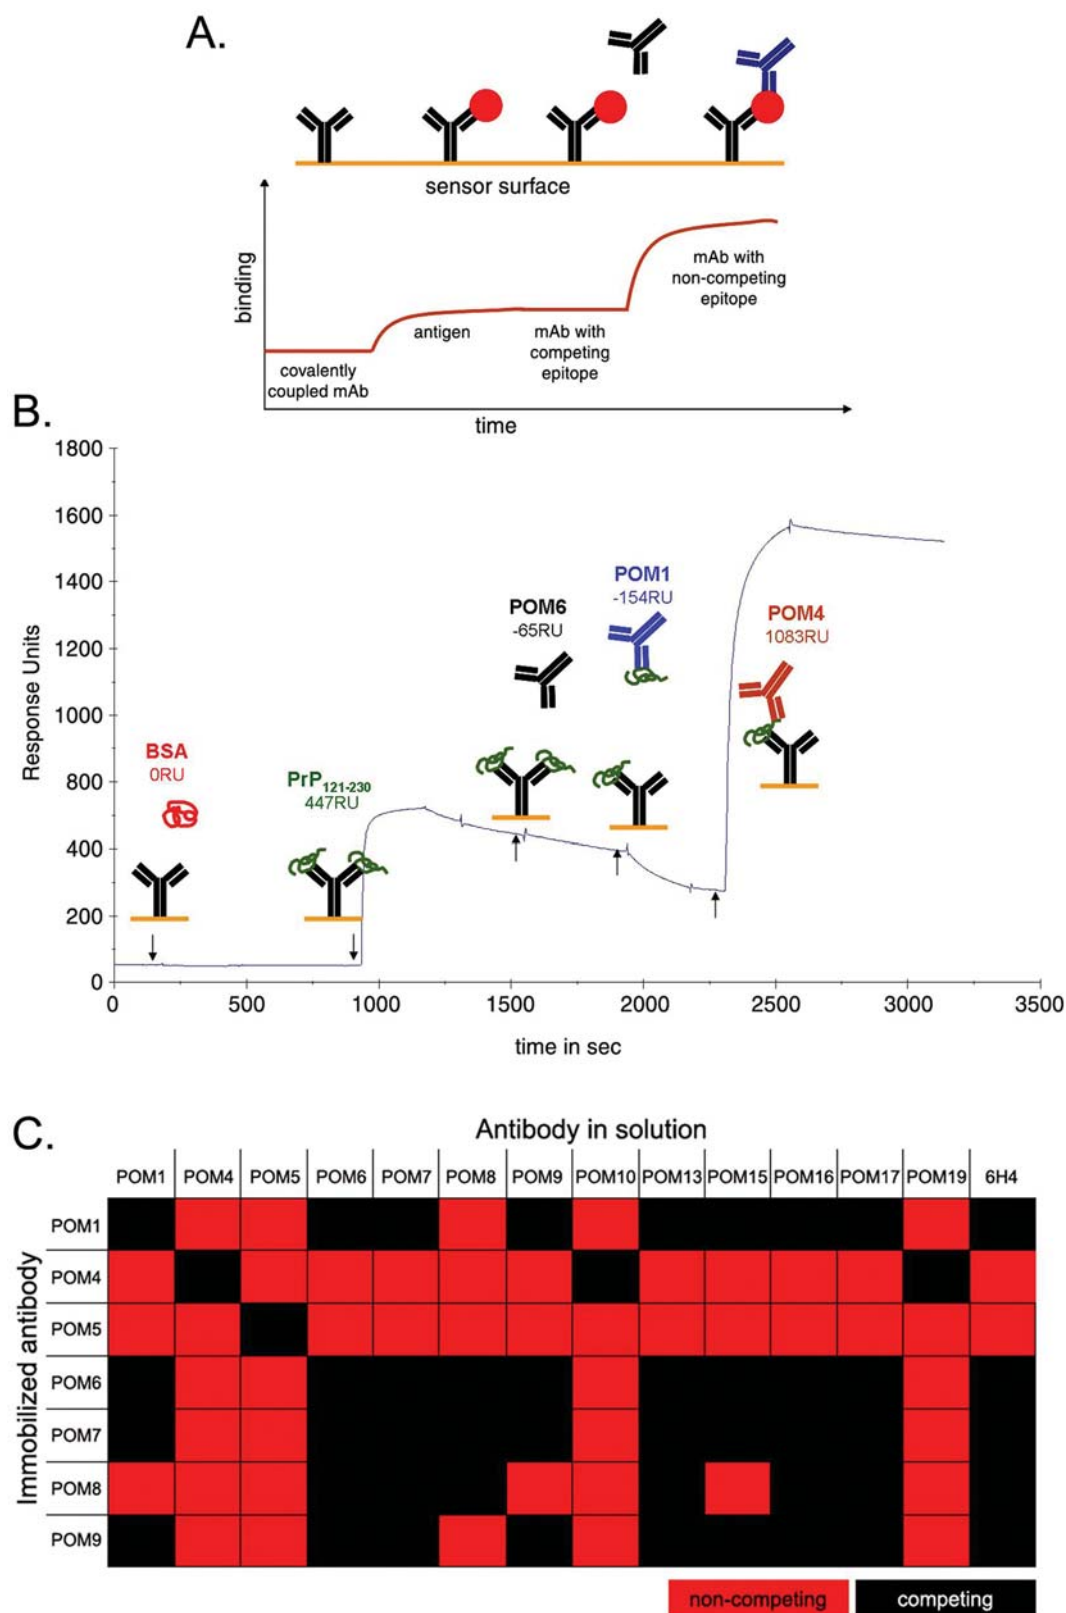 A.
sensor surface
binding
covalently
coupled mAb
antigen
mAb with
competing
epitope
mAb with
non-competing
epitope
time
B.
Response Units
1800
1600
1400
1200
1000
800
600
400
200
0
BSA
0RU
PrP121-230
447RU
POM6
-65RU
POM1
-154RU
POM4
1083RU
0 500 1000 1500 2000 2500 3000 3500
time in sec
C.
Antibody in solution
POM1 POM4 POM5 POM6 POM7 POM8 POM9 POM10 POM13 POM15 POM16 POM17 POM19 6H4
Immobilized antibody
POM1
POM4
POM5
POM6
POM7
POM8
POM9
non-competing competing